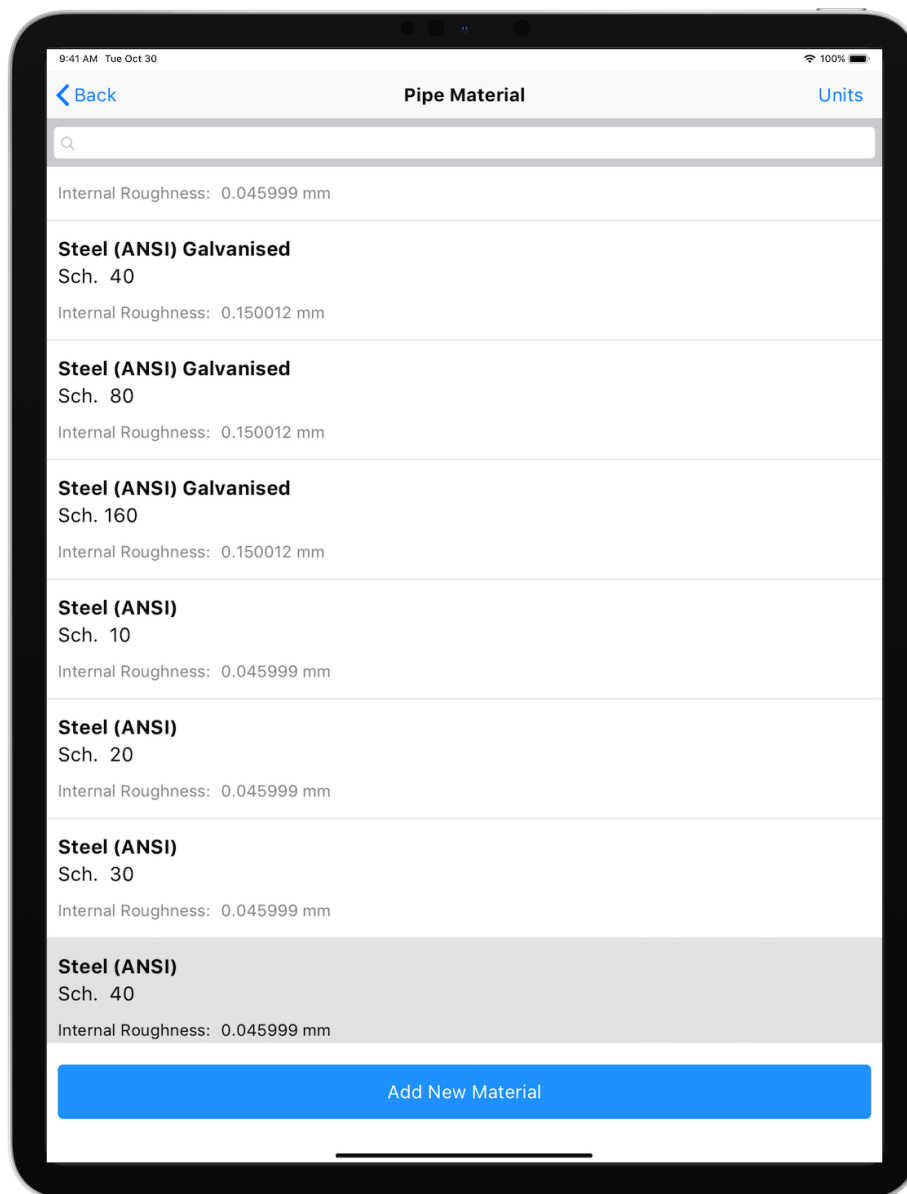 9:41 AM Tue Oct 30
100%
Back
Pipe Material
Units
Internal Roughness: 0.045999 mm
Steel (ANSI) Galvanised
Sch. 40
Internal Roughness: 0.150012 mm
Steel (ANSI) Galvanised
Sch. 80
Internal Roughness: 0.150012 mm
Steel (ANSI) Galvanised
Sch. 160
Internal Roughness: 0.150012 mm
Steel (ANSI)
Sch. 10
Internal Roughness: 0.045999 mm
Steel (ANSI)
Sch. 20
Internal Roughness: 0.045999 mm
Steel (ANSI)
Sch. 30
Internal Roughness: 0.045999 mm
Steel (ANSI)
Sch. 40
Internal Roughness: 0.045999 mm
Add New Material